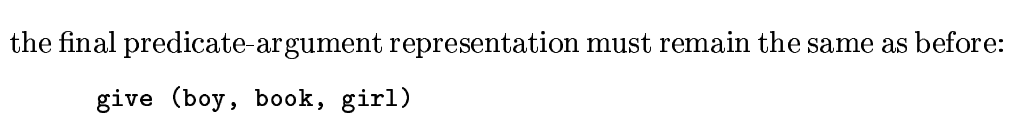 the final predicate-argument representation must remain the same as before:
give (boy, book, girl)